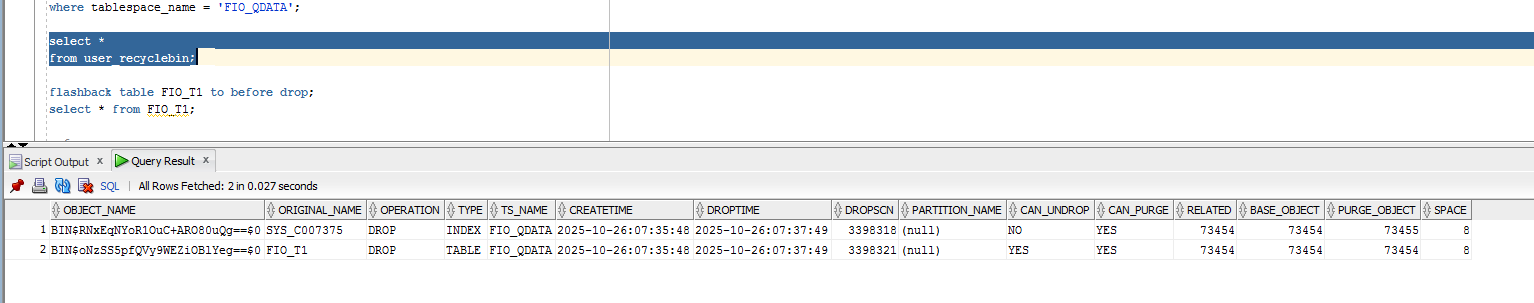 where tablespace_name = 'FIO_QDATA';
select *
from user_recyclebin;
flashback table FIO_T1 to before drop;
select * from FIO_T1;
Script Output x Query Result x
SQL | All Rows Fetched: 2 in 0.027 seconds
OBJECT_NAME ORIGINAL_NAME OPERATION TYPE TS_NAME CREATETIME DROPTIME DROPSCN PARTITION_NAME CAN_UNDROP CAN_PURGE RELATED BASE_OBJECT PURGE_OBJECT SPACE
1 BIN$RNxEqNYoR1OuC+ARO80uQg==$0 SYS_C007375 DROP INDEX FIO_QDATA 2025-10-26:07:35:48 2025-10-26:07:37:49 3398318 (null) NO YES 73454 73454 73455 8
2 BIN$oNzSS5pfQVy9WEZiOBlYeg==$0 FIO_T1 DROP TABLE FIO_QDATA 2025-10-26:07:35:48 2025-10-26:07:37:49 3398321 (null) YES YES 73454 73454 73454 8